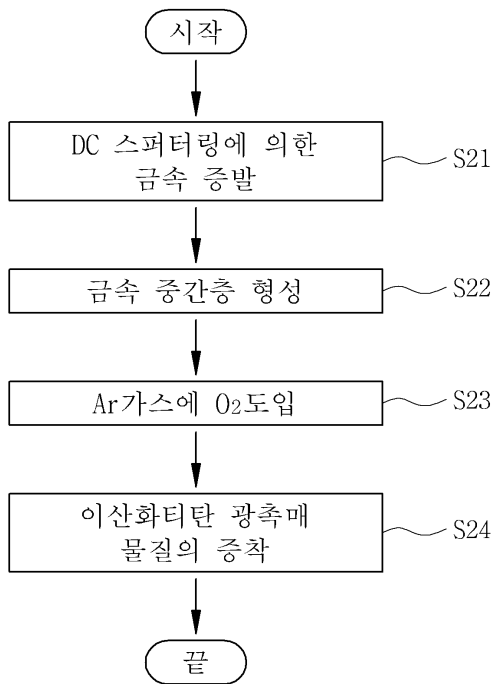 시작
DC 스퍼터링에 의한
금속 증발
S21
금속 중간층 형성
S22
Ar가스에 O₂도입
S23
이산화티탄 광촉매
물질의 증착
S24
끝